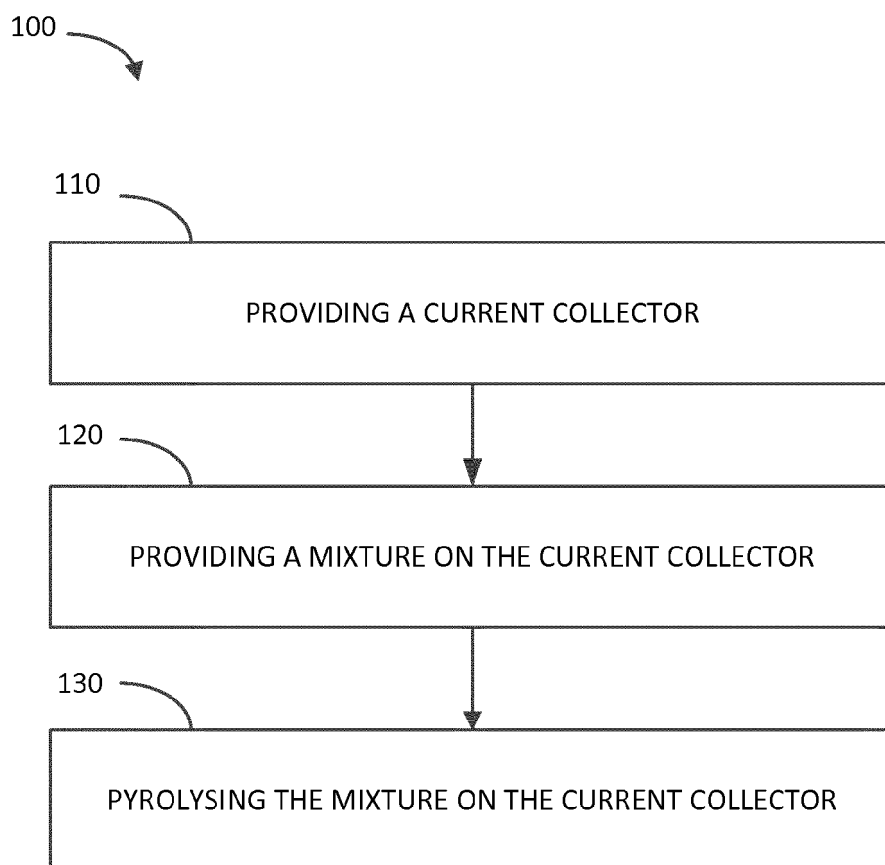 100
110
PROVIDING A CURRENT COLLECTOR
120
PROVIDING A MIXTURE ON THE CURRENT COLLECTOR
130
PYROLYSING THE MIXTURE ON THE CURRENT COLLECTOR